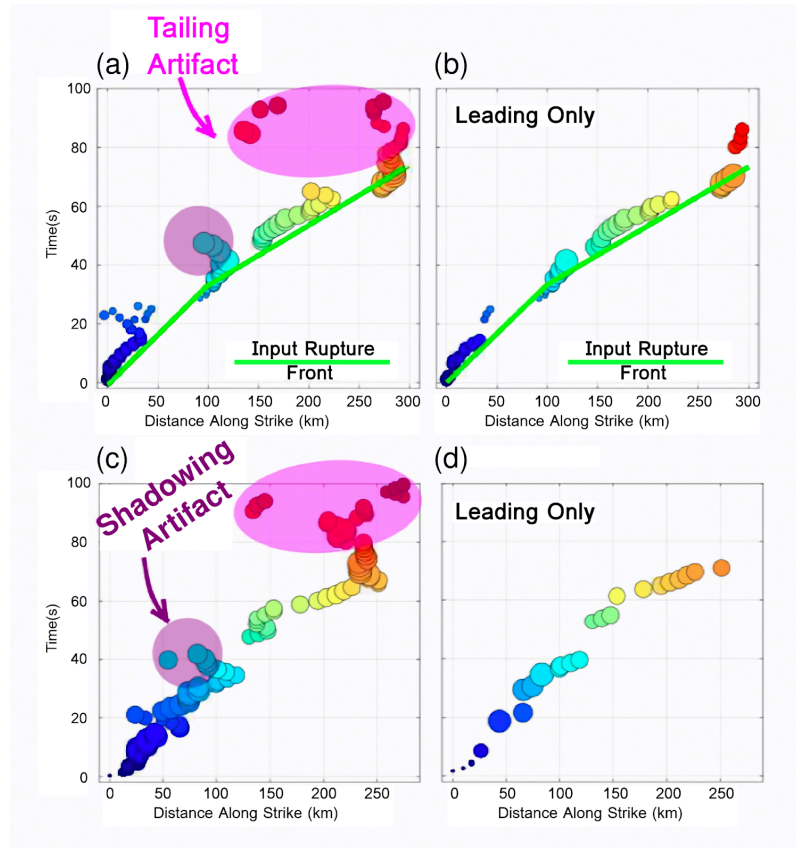 Tailing
Artifact
(a)
(b)
100
80
60
40
20
0
Time(s)
Input Rupture
Front
0
50
100
150
200
250
300
Distance Along Strike (km)
Leading Only
Input Rupture
Front
0
50
100
150
200
250
300
Distance Along Strike (km)
(c)
(d)
Shadowing
Artifact
100
80
60
40
20
0
Time(s)
0
50
100
150
200
250
Distance Along Strike (km)
Leading Only
0
50
100
150
200
250
Distance Along Strike (km)